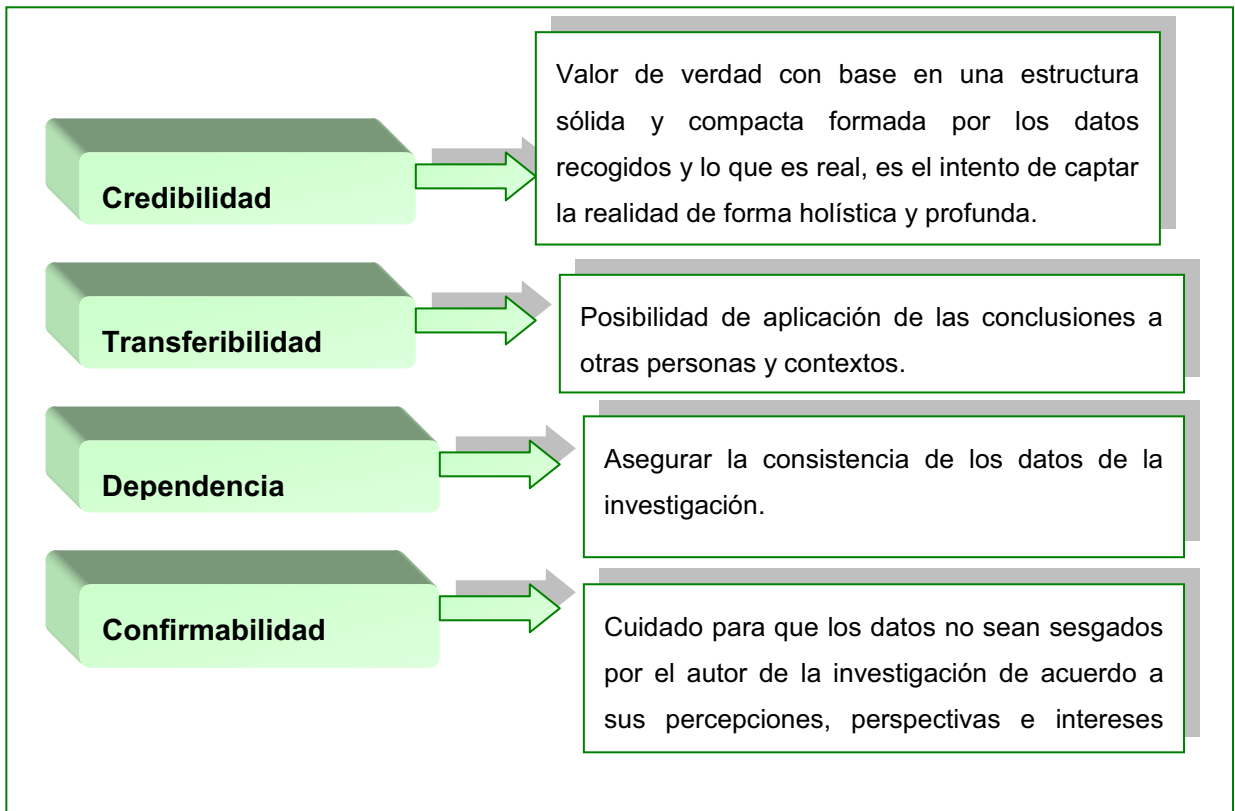 Credibilidad
Valor de verdad con base en una estructura
sólida y compacta formada por los datos
recogidos y lo que es real, es el intento de captar
la realidad de forma holística y profunda.
Transferibilidad
Posibilidad de aplicación de las conclusiones a
otras personas y contextos.
Dependencia
Asegurar la consistencia de los datos de la
investigación.
Confirmabilidad
Cuidado para que los datos no sean sesgados
por el autor de la investigación de acuerdo a
sus percepciones, perspectivas e intereses